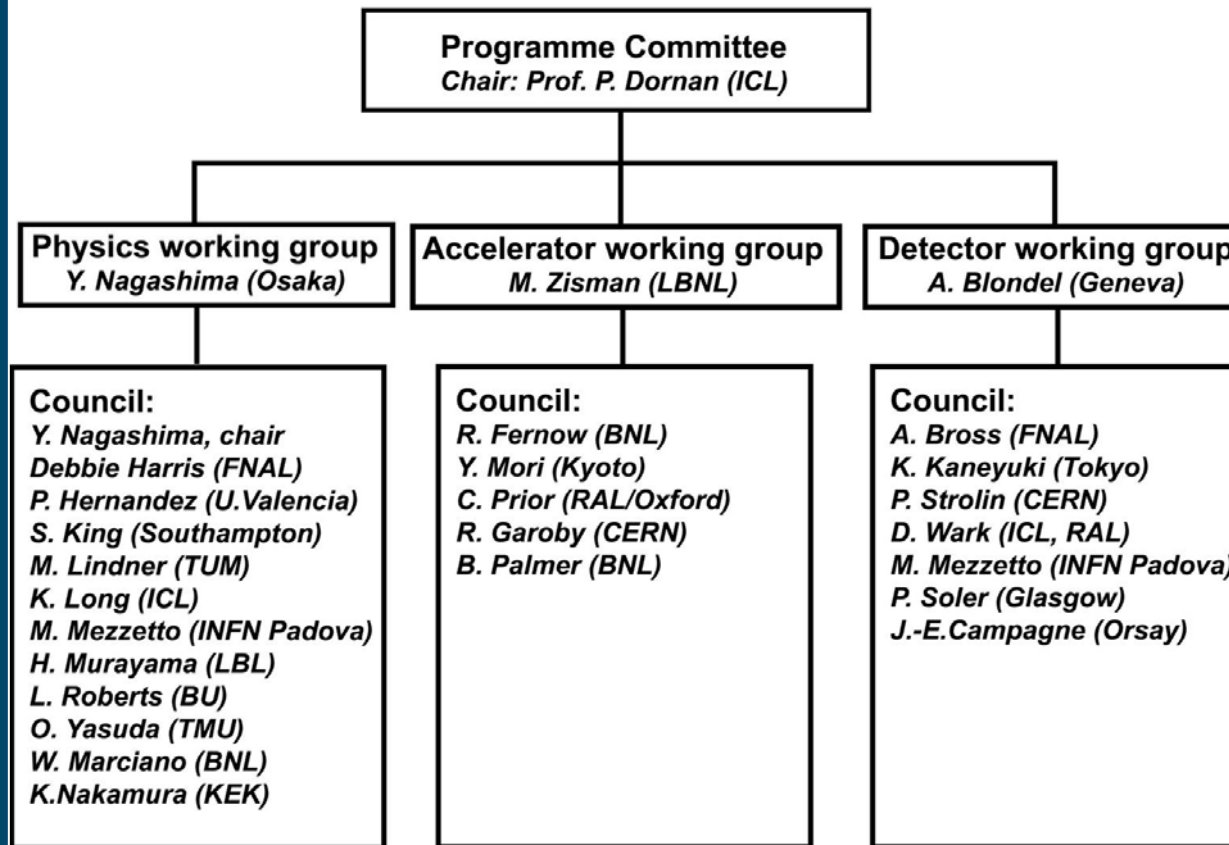 Programme Committee
Chair: Prof. P. Dornan (ICL)
Physics working group
Y. Nagashima (Osaka)
Accelerator working group
M. Zisman (LBNL)
Detector working group
A. Blondel (Geneva)
Council:
Y. Nagashima, chair
Debbie Harris (FNAL)
P. Hernandez (U.Valencia)
S. King (Southampton)
M. Lindner (TUM)
K. Long (ICL)
M. Mezzetto (INFN Padova)
H. Murayama (LBL)
L. Roberts (BU)
O. Yasuda (TMU)
W. Marciano (BNL)
K.Nakamura (KEK)
Council:
R. Fernow (BNL)
Y. Mori (Kyoto)
C. Prior (RAL/Oxford)
R. Garoby (CERN)
B. Palmer (BNL)
Council:
A. Bross (FNAL)
K. Kaneyuki (Tokyo)
P. Strolin (CERN)
D. Wark (ICL, RAL)
M. Mezzetto (INFN Padova)
P. Soler (Glasgow)
J.-E.Campagne (Orsay)